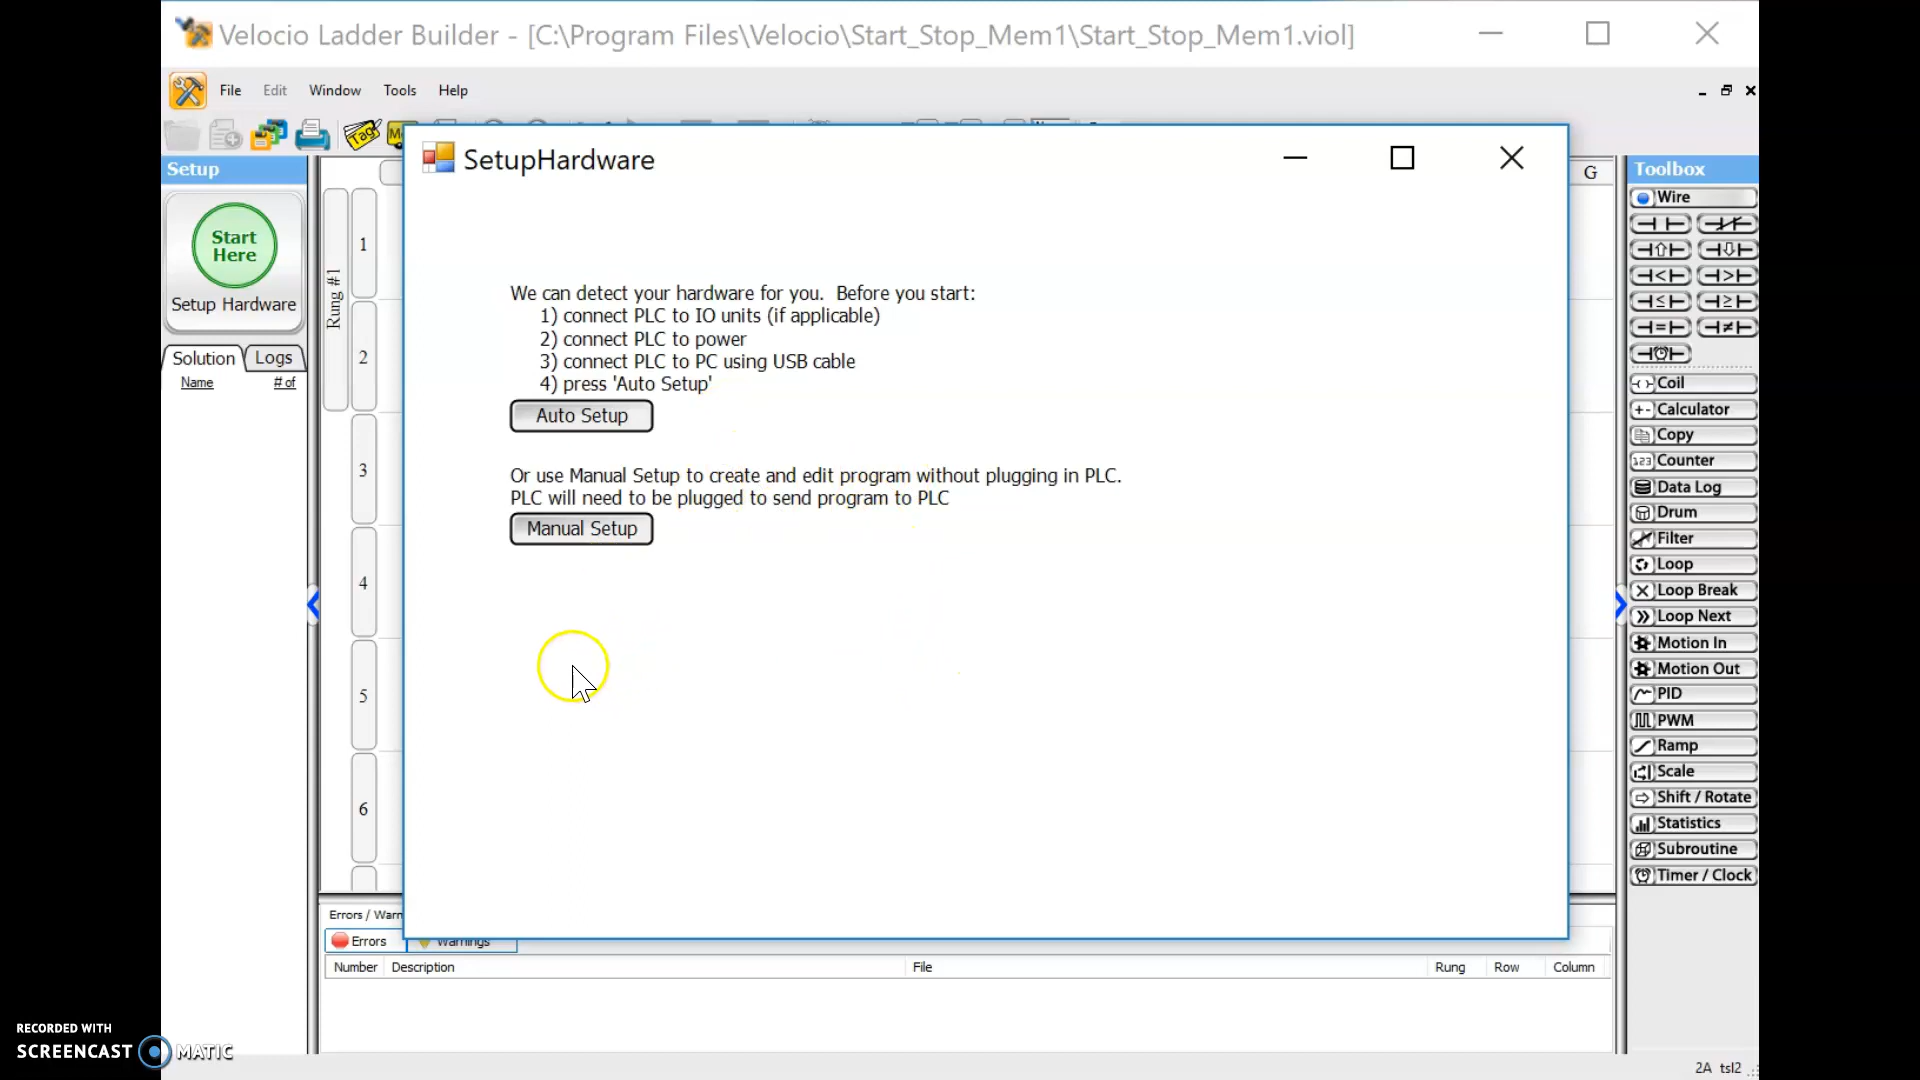 Velocio Ladder Builder - [C:\Program Files\Velocio\Start_Stop_Mem1\Start_Stop_Mem1.viol]
File Edit Window Tools Help
Tag
SetupHardware
Setup
Start
Here
Setup Hardware
Solution Logs
Name # of
Rung #1
1
2
3
4
5
6
G
We can detect your hardware for you. Before you start:
1) connect PLC to IO units (if applicable)
2) connect PLC to power
3) connect PLC to PC using USB cable
4) press 'Auto Setup'
Auto Setup
Or use Manual Setup to create and edit program without plugging in PLC.
PLC will need to be plugged to send program to PLC
Manual Setup
Toolbox
Wire
Coil
Calculator
Copy
123 Counter
Data Log
Drum
Filter
Loop
Loop Break
Loop Next
Motion In
Motion Out
PID
PWM
Ramp
Scale
Shift / Rotate
Statistics
Subroutine
Timer / Clock
Errors / Warn
Errors Warnings
Number Description File Rung Row Column
2A tsl2
RECORDED WITH
SCREENCAST MATIC